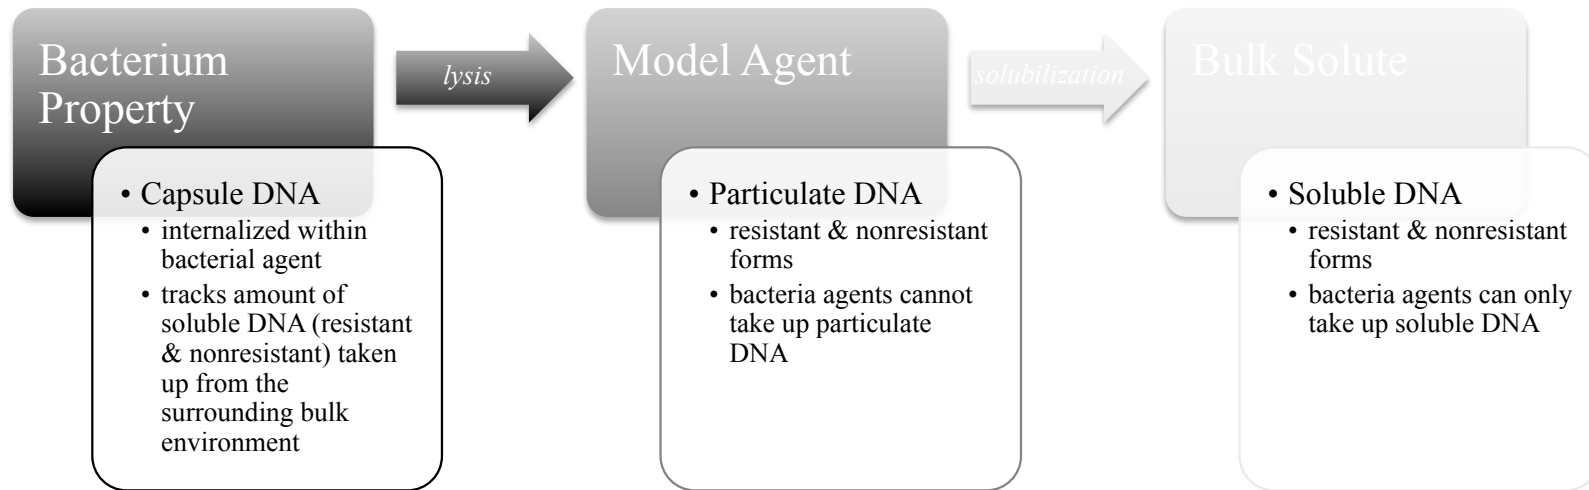 Bacterium
Property
lysis
Model Agent
solubilization
Bulk Solute
• Capsule DNA
• internalized within
bacterial agent
• tracks amount of
soluble DNA (resistant
& nonresistant) taken
up from the
surrounding bulk
environment
• Particulate DNA
• resistant & nonresistant
forms
• bacteria agents cannot
take up particulate
DNA
• Soluble DNA
• resistant & nonresistant
forms
• bacteria agents can only
take up soluble DNA